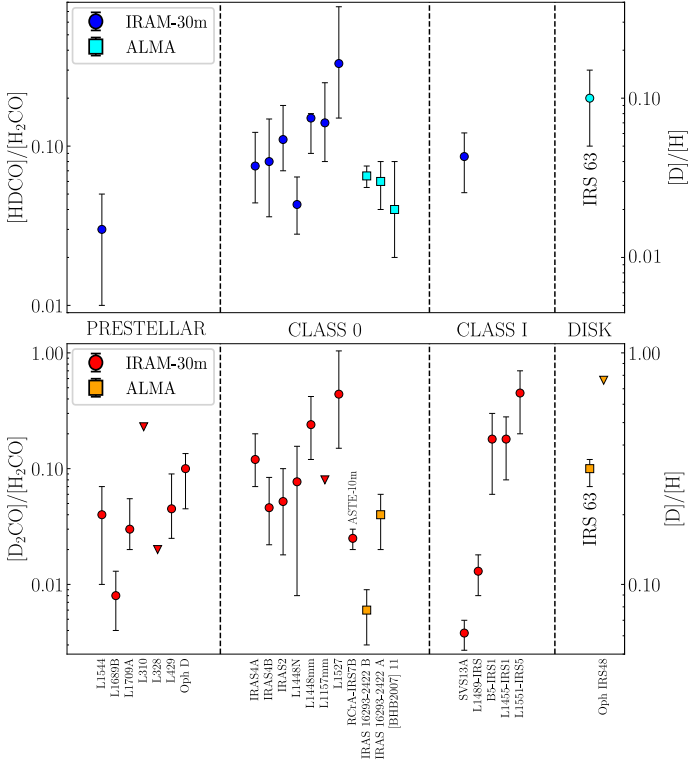 IRAM-30m
ALMA
[HDCO]/[H₂CO]
0.10
0.01
[D]/[H]
0.10
0.01
IRS 63
PRESTELLAR
CLASS 0
CLASS I
DISK
IRAM-30m
ALMA
[D₂CO]/[H₂CO]
1.00
0.10
0.01
[D]/[H]
1.00
0.10
ASTE-10m
IRS 63
L1544
L1689B
L1709A
L310
L328
L429
Oph D
IRAS4A
IRAS4B
IRAS2
L1448N
L1448mm
L1157mm
L1527
RCrA-IRS7B
IRAS 16293-2422 B
IRAS 16293-2422 A
[BHB2007] 11
SVS13A
L1489-IRS
B5-IRS1
L1455-IRS1
L1551-IRS5
Oph IRS48